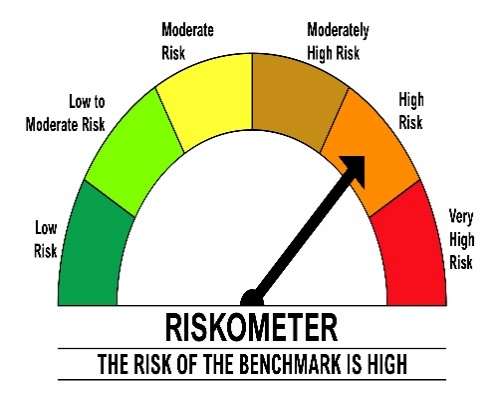 Moderate
Risk
Moderately
High Risk
Low to
Moderate Risk
High
Risk
Low
Risk
Very
High
Risk
RISKOMETER
THE RISK OF THE BENCHMARK IS HIGH